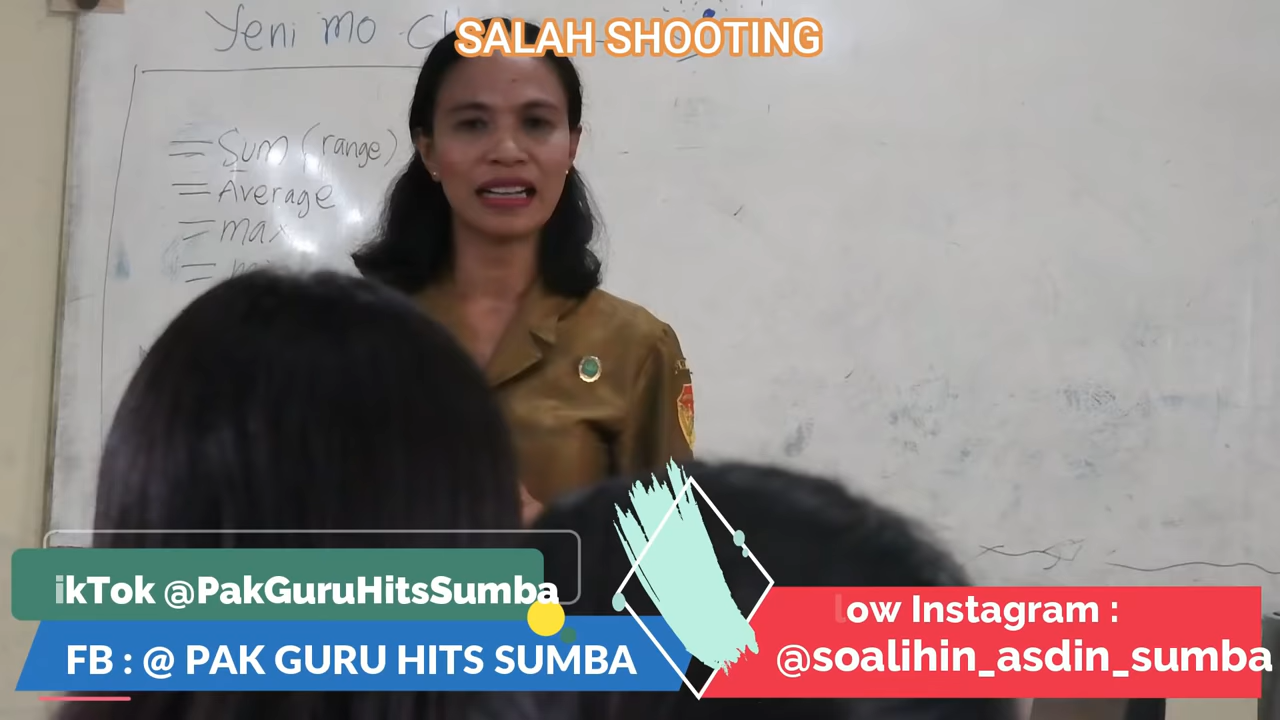 SALAH SHOOTING
Yeni mo
= Sum (range)
= Average
= max
ikTok @PakGuruHitsSumba
FB : @ PAK GURU HITS SUMBA
low Instagram :
@soalihin_asdin_sumba